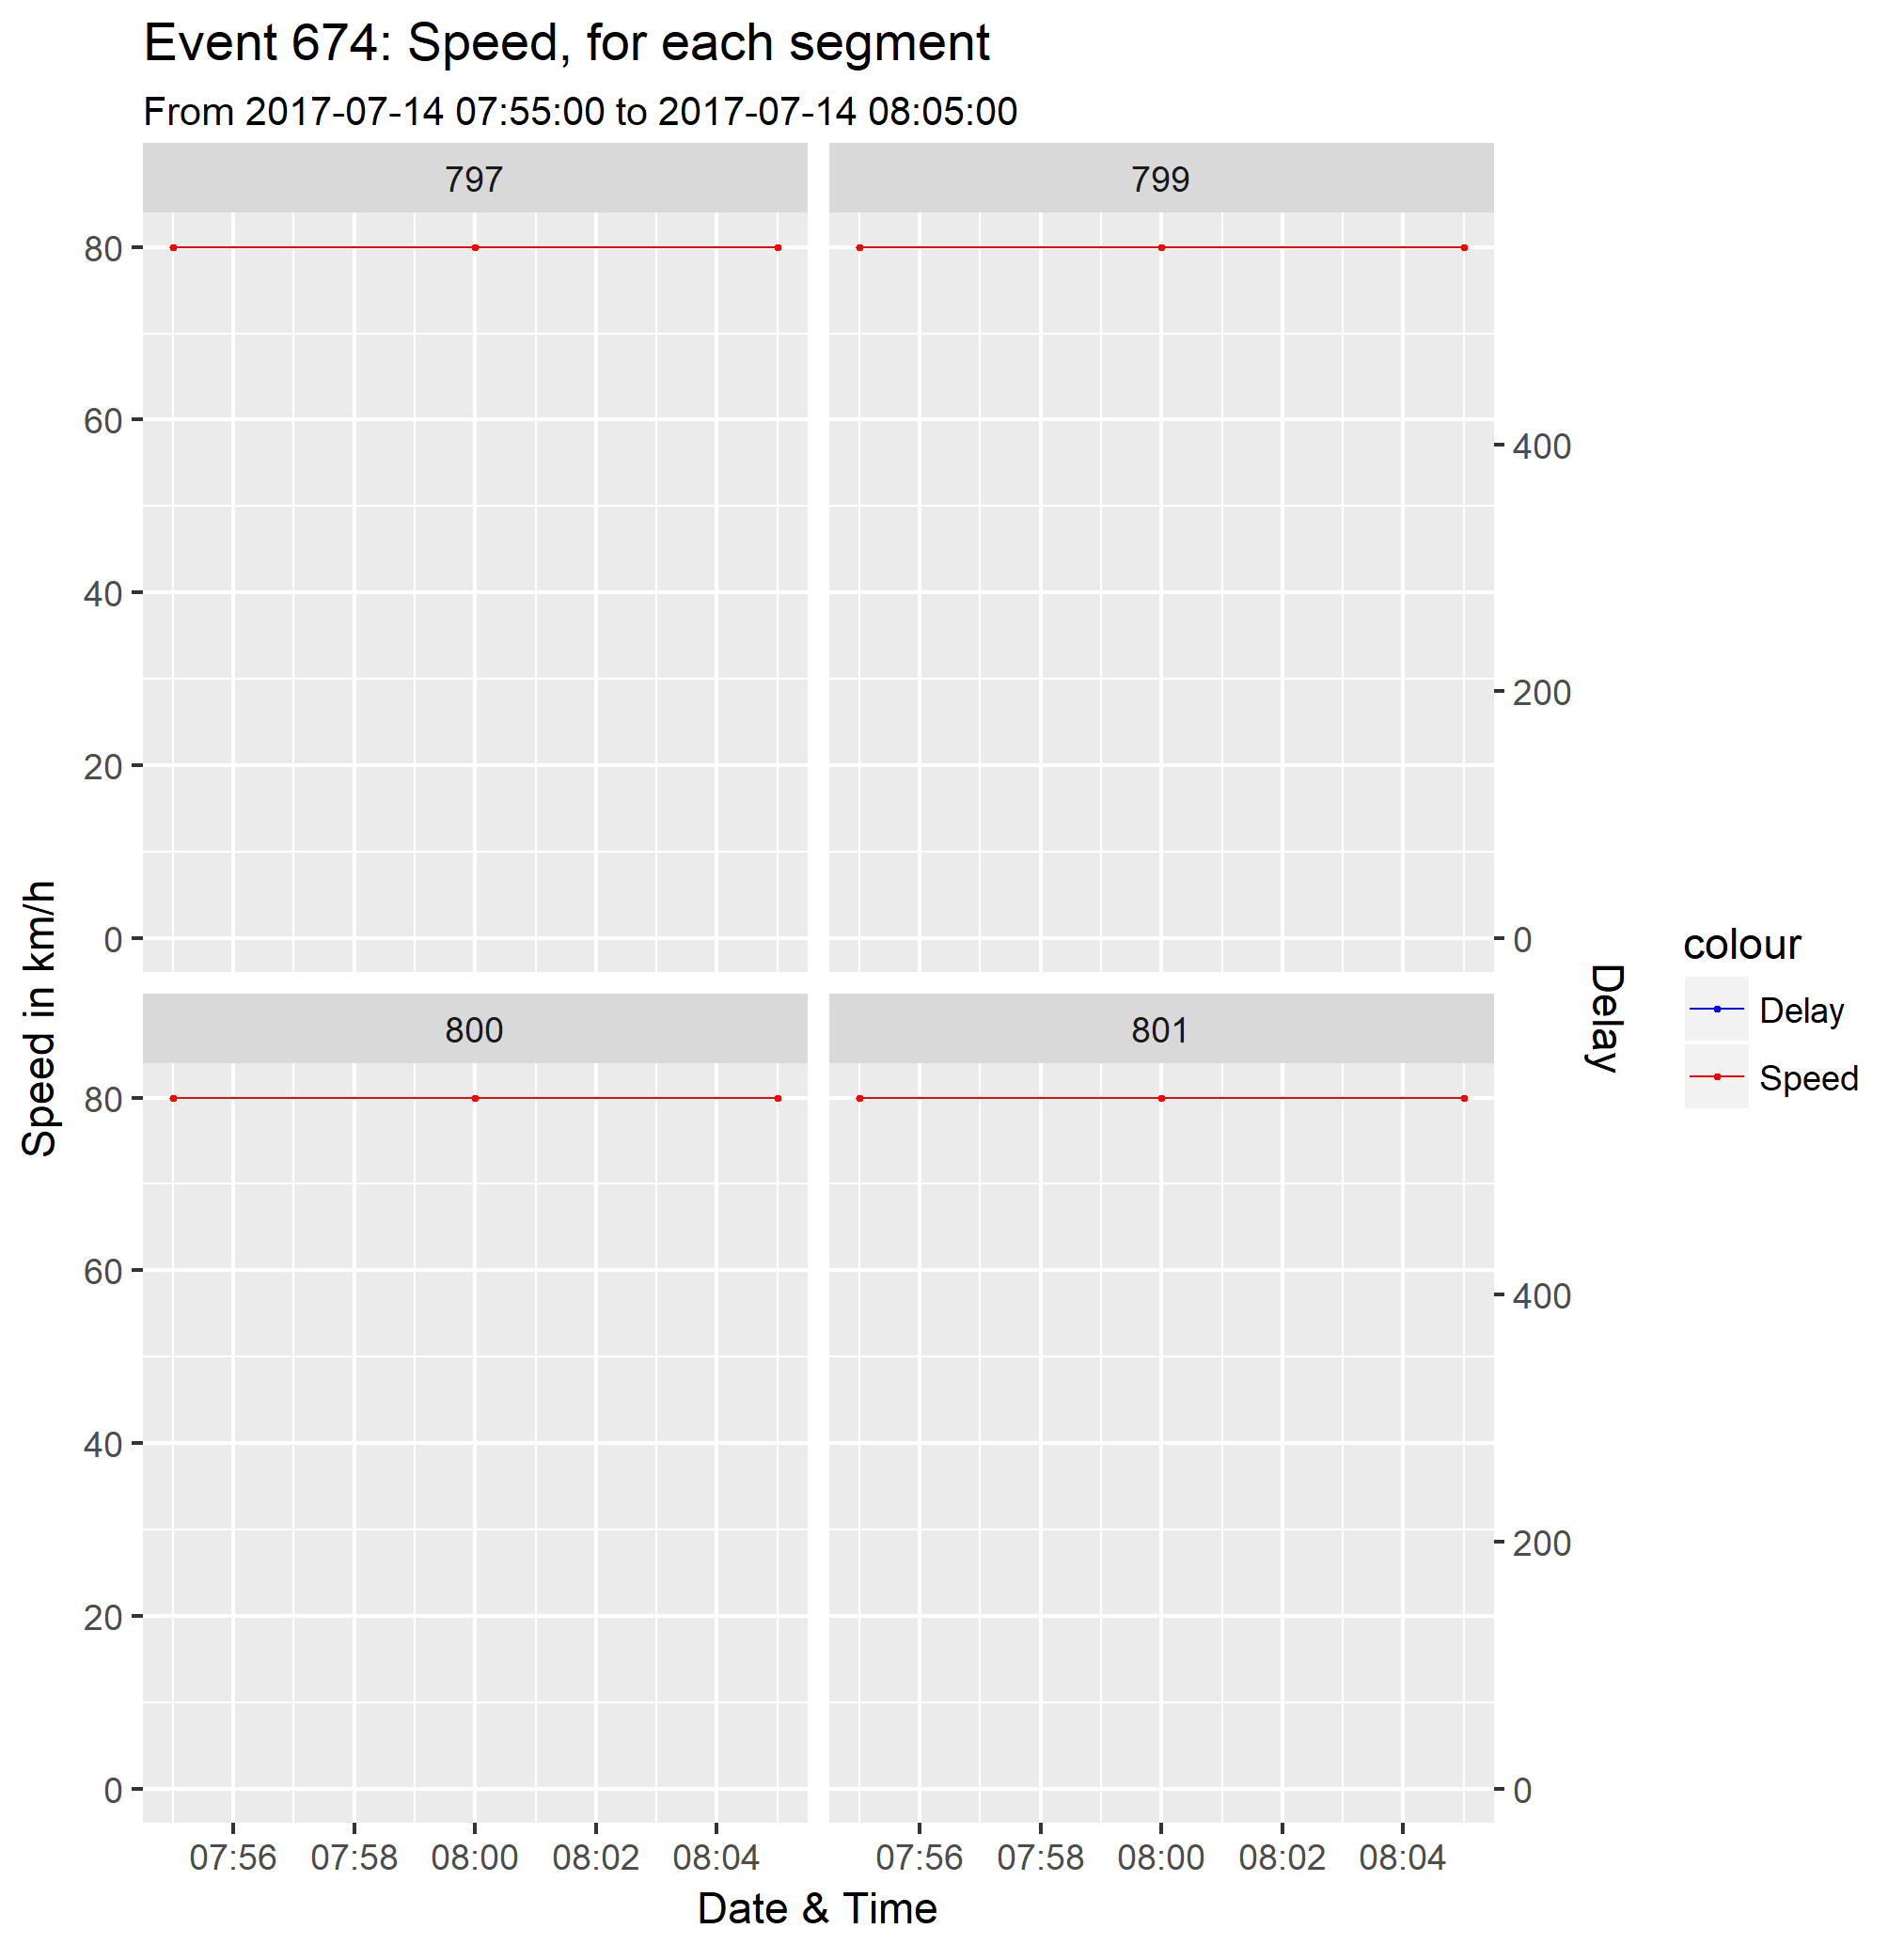 Event 674: Speed, for each segment
From 2017-07-14 07:55:00 to 2017-07-14 08:05:00
797
799
80
60
40
20
0
400
200
0
Speed in km/h
800
801
80
60
40
20
0
400
200
0
Delay
colour
Delay
Speed
07:56 07:58 08:00 08:02 08:04
07:56 07:58 08:00 08:02 08:04
Date & Time